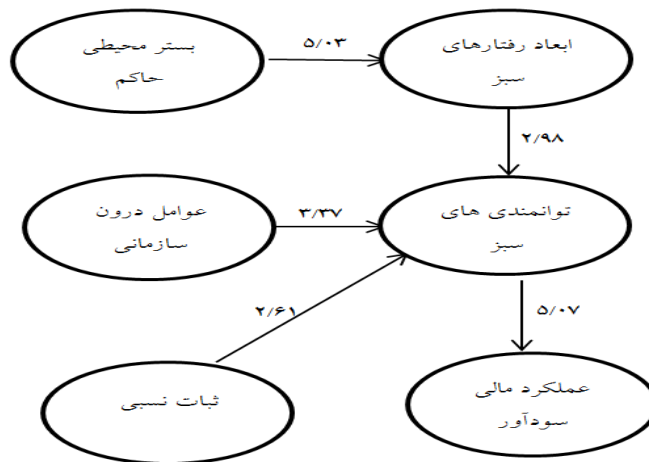 بستر محیطی
حاکم
۵/۰۳
ابعاد رفتارهای
سبز
۲/۹۸
عوامل درون
سازمانی
۳/۳۷
توانمندی های
سبز
۲/۶۱
۵/۰۷
ثبات نسبی
عملکرد مالی
سودآور